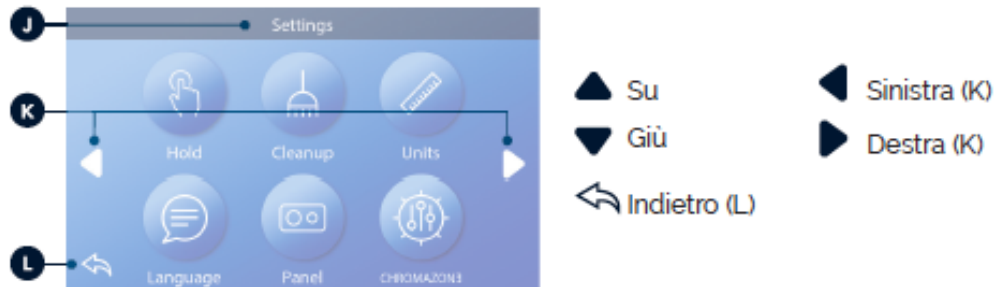 J
Settings
K
Hold
Cleanup
Units
L
Language
Panel
CHROMAZON3
Su
Sinistra (K)
Giù
Destra (K)
Indietro (L)